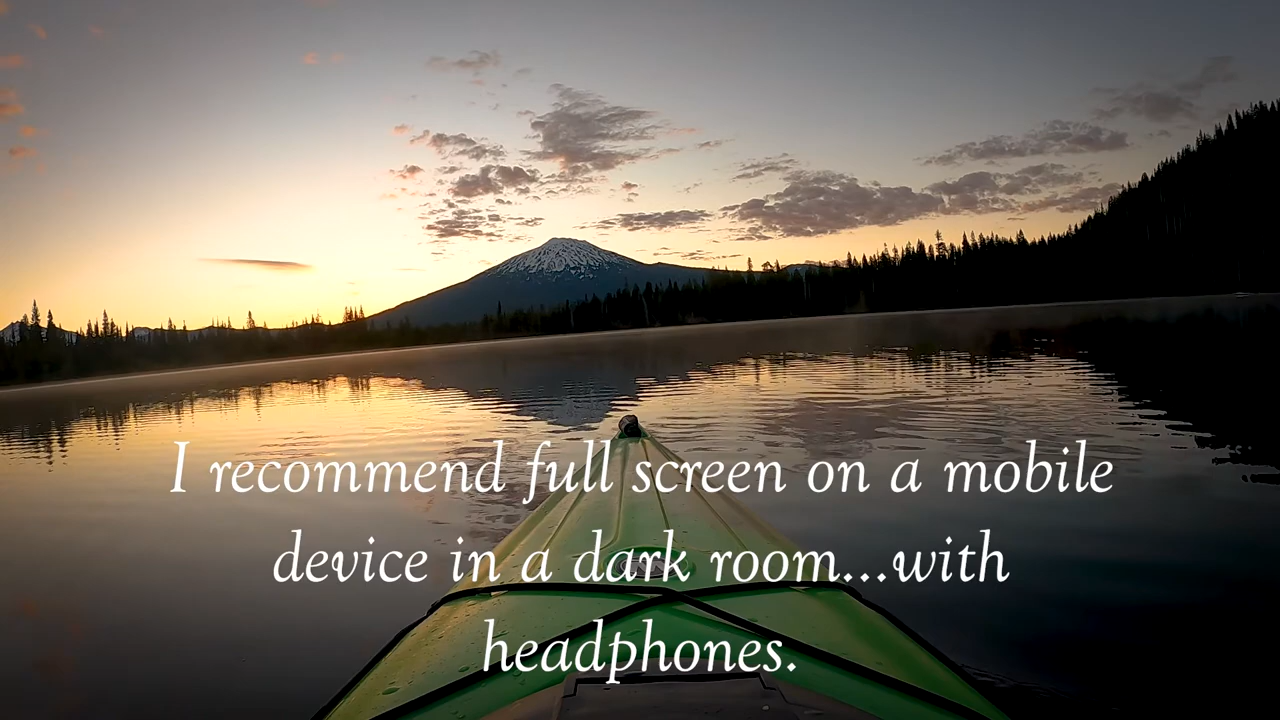 I recommend full screen on a mobile
device in a dark room...with
headphones.